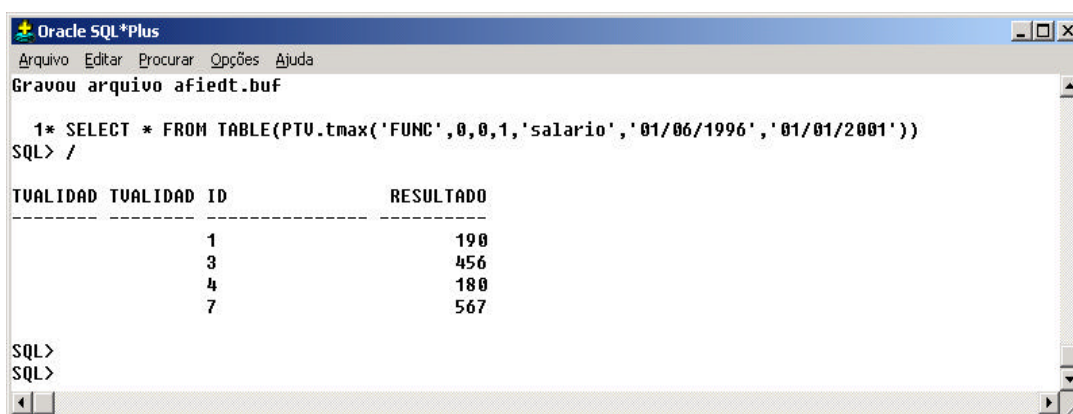 Oracle SQL*Plus
Arquivo Editar Procurar Opções Ajuda
Gravou arquivo afiedt.buf
1* SELECT * FROM TABLE(PTV.tmax('FUNC',0,0,1,'salario','01/06/1996','01/01/2001'))
SQL> /
TVALIDAD TVALIDAD ID RESULTADO
-------- -------- --------------- ----------
1 190
3 456
4 180
7 567
SQL>
SQL>